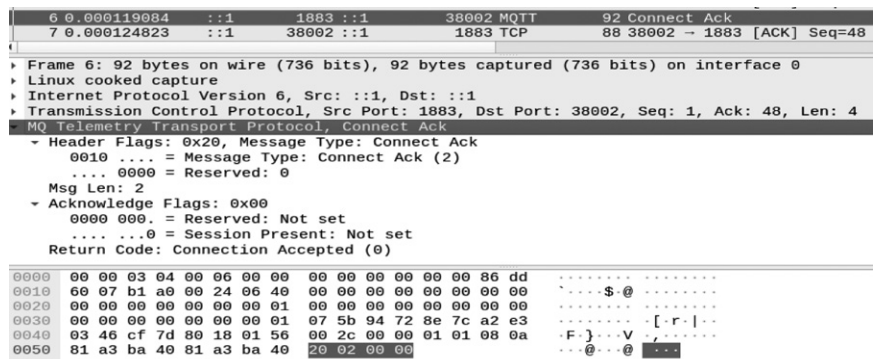 6 0.000119084 ::1 1883 ::1 38002 MQTT 92 Connect Ack
7 0.000124823 ::1 38002 ::1 1883 TCP 88 38002 → 1883 [ACK] Seq=48
Frame 6: 92 bytes on wire (736 bits), 92 bytes captured (736 bits) on interface 0
Linux cooked capture
Internet Protocol Version 6, Src: ::1, Dst: ::1
Transmission Control Protocol, Src Port: 1883, Dst Port: 38002, Seq: 1, Ack: 48, Len: 4
MQ Telemetry Transport Protocol, Connect Ack
Header Flags: 0x20, Message Type: Connect Ack
0010 .... = Message Type: Connect Ack (2)
.... 0000 = Reserved: 0
Msg Len: 2
Acknowledge Flags: 0x00
0000 000. = Reserved: Not set
.... ...0 = Session Present: Not set
Return Code: Connection Accepted (0)
0000 00 00 03 04 00 06 00 00 00 00 00 00 00 00 86 dd ········ ········
0010 60 07 b1 a0 00 24 06 40 00 00 00 00 00 00 00 00 `····$·@ ········
0020 00 00 00 00 00 00 00 01 00 00 00 00 00 00 00 00 ········ ········
0030 00 00 00 00 00 00 00 01 07 5b 94 72 8e 7c a2 e3 ········ ·[·r·|··
0040 03 46 cf 7d 80 18 01 56 00 2c 00 00 01 01 08 0a ·F·}···V ·,······
0050 81 a3 ba 40 81 a3 ba 40 20 02 00 00 ···@···@ ···